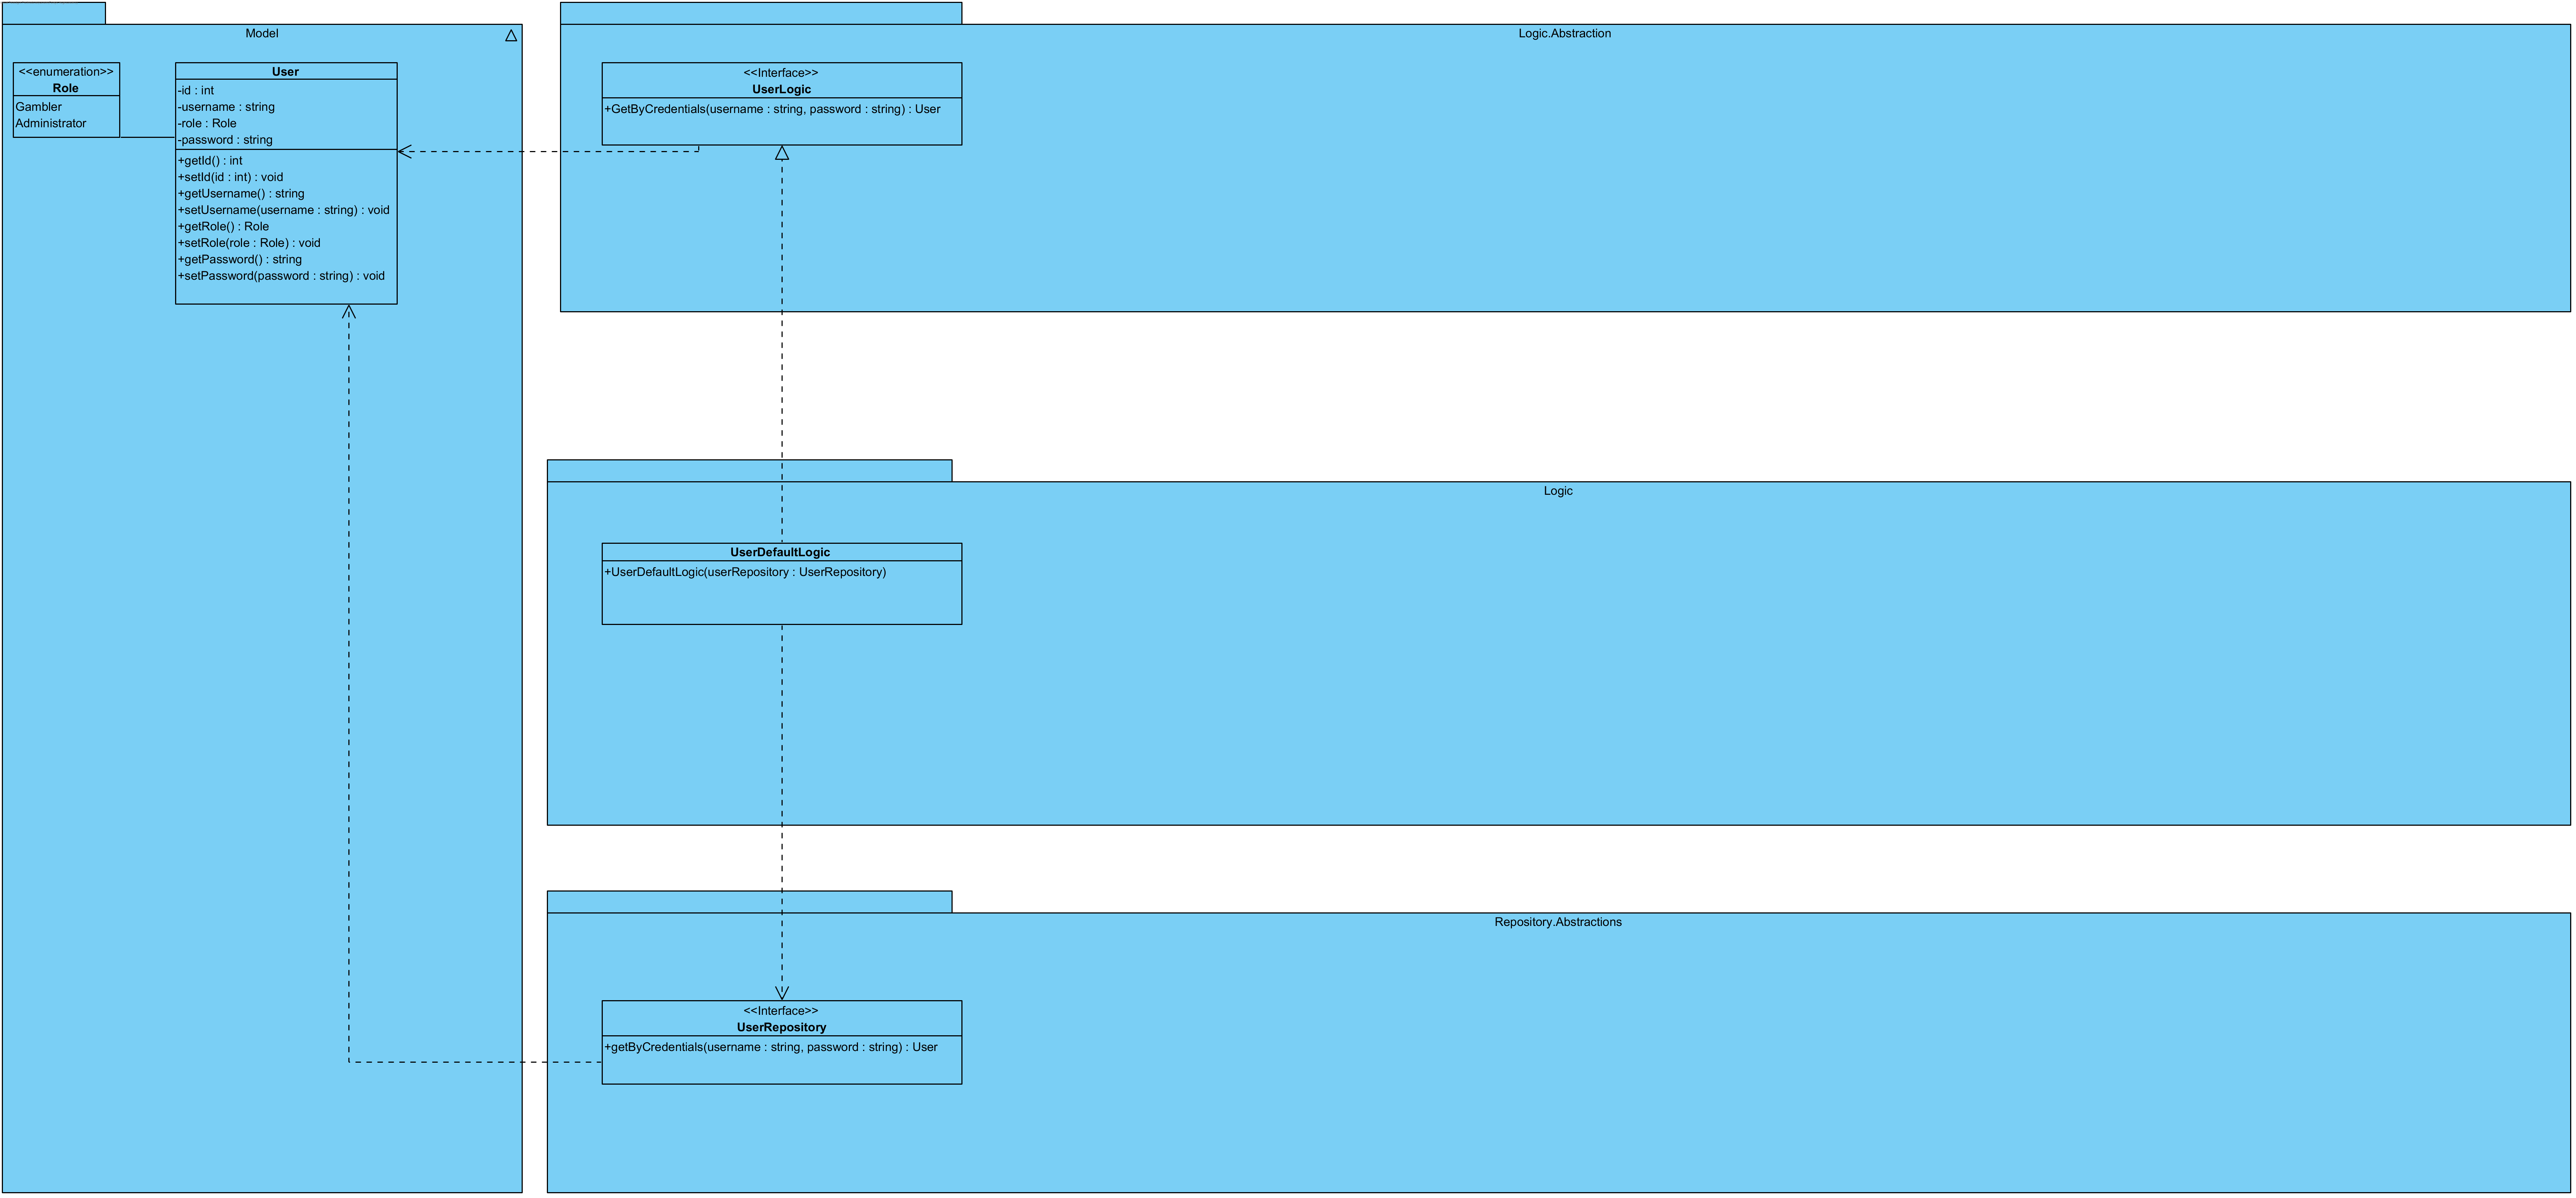 Model
<<enumeration>>
Role
Gambler
Administrator
User
-id : int
-username : string
-role : Role
-password : string
+getId() : int
+setId(id : int) : void
+getUsername() : string
+setUsername(username : string) : void
+getRole() : Role
+setRole(role : Role) : void
+getPassword() : string
+setPassword(password : string) : void
Logic.Abstraction
<<Interface>>
UserLogic
+GetByCredentials(username : string, password : string) : User
Logic
UserDefaultLogic
+UserDefaultLogic(userRepository : UserRepository)
Repository.Abstractions
<<Interface>>
UserRepository
+getByCredentials(username : string, password : string) : User